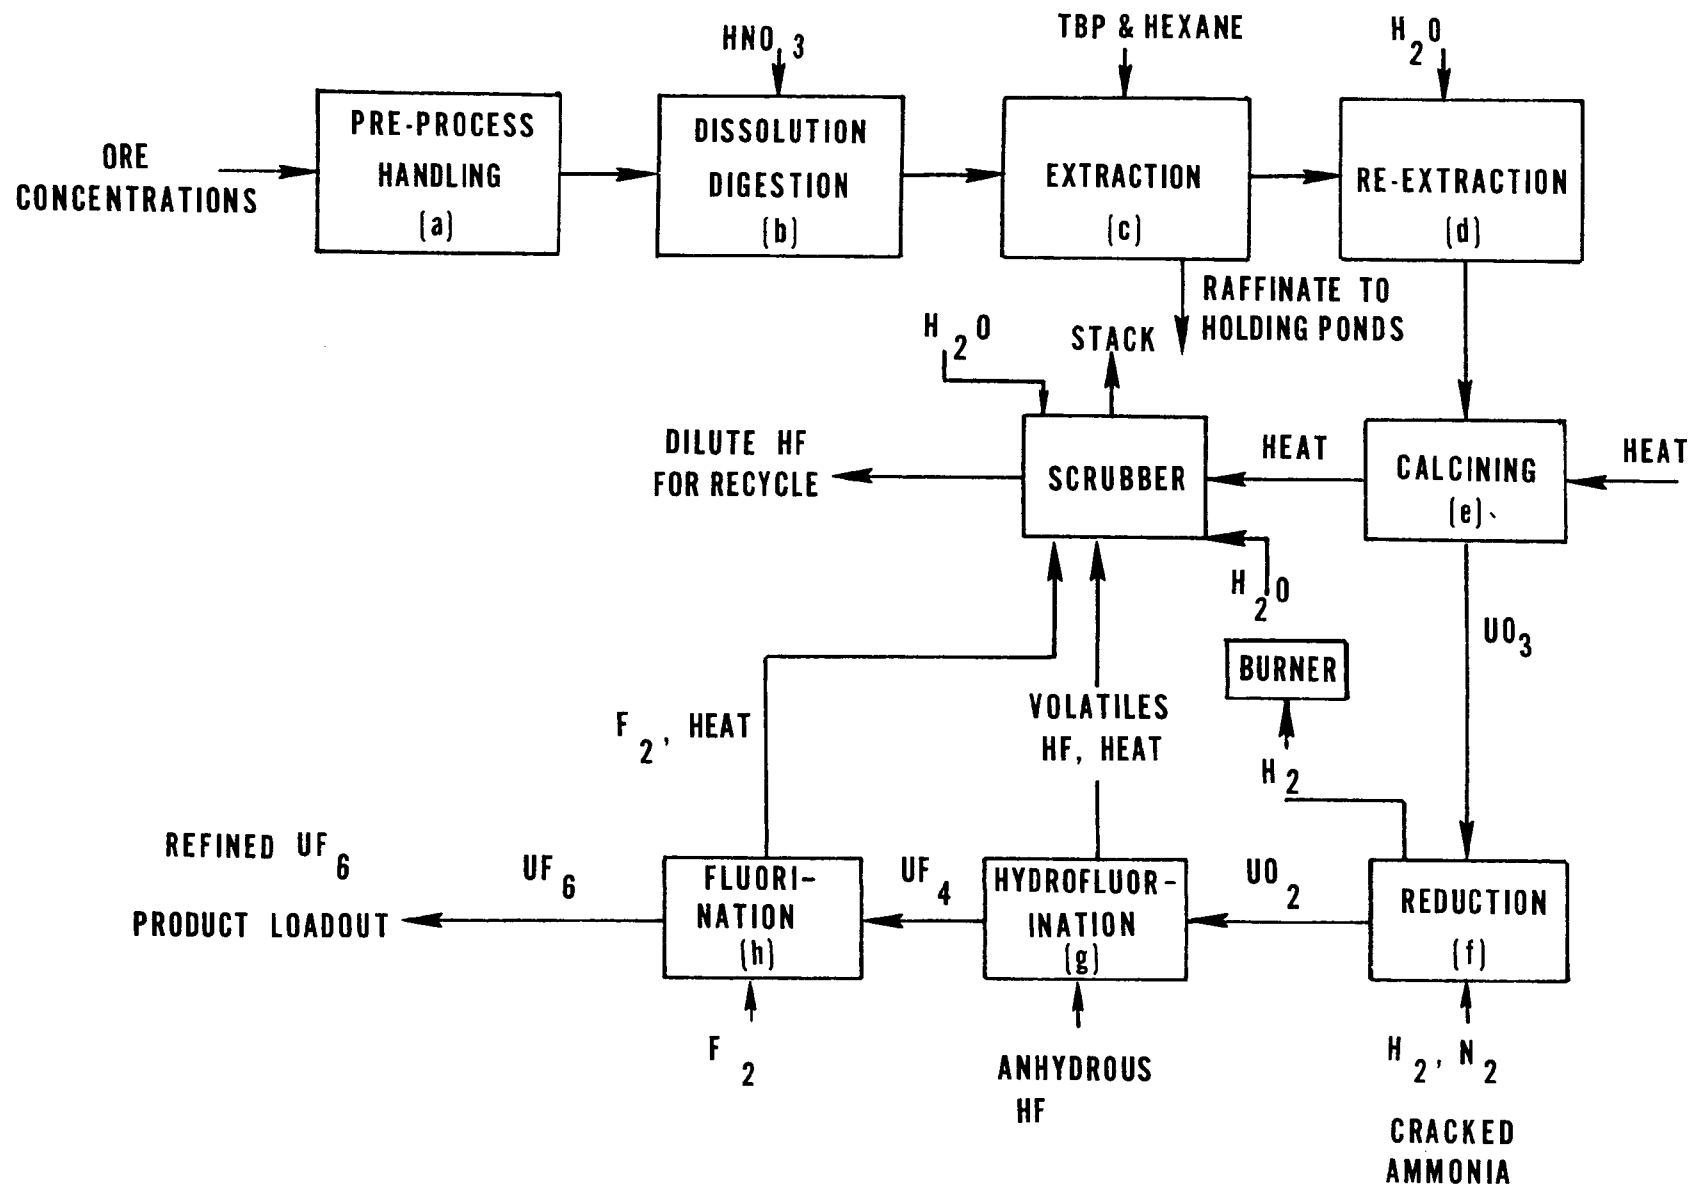 HNO3
TBP & HEXANE
H2O
ORE
CONCENTRATIONS
PRE-PROCESS
HANDLING
(a)
DISSOLUTION
DIGESTION
(b)
EXTRACTION
(c)
RE-EXTRACTION
(d)
RAFFINATE TO
HOLDING PONDS
H2O
STACK
DILUTE HF
FOR RECYCLE
SCRUBBER
HEAT
CALCINING
(e)
HEAT
H2O
UO3
BURNER
F2, HEAT
VOLATILES
HF, HEAT
H2
REFINED UF6
PRODUCT LOADOUT
UF6
FLUORI-
NATION
(h)
UF4
HYDROFLUOR-
INATION
(g)
UO2
REDUCTION
(f)
F2
ANHYDROUS
HF
H2, N2
CRACKED
AMMONIA